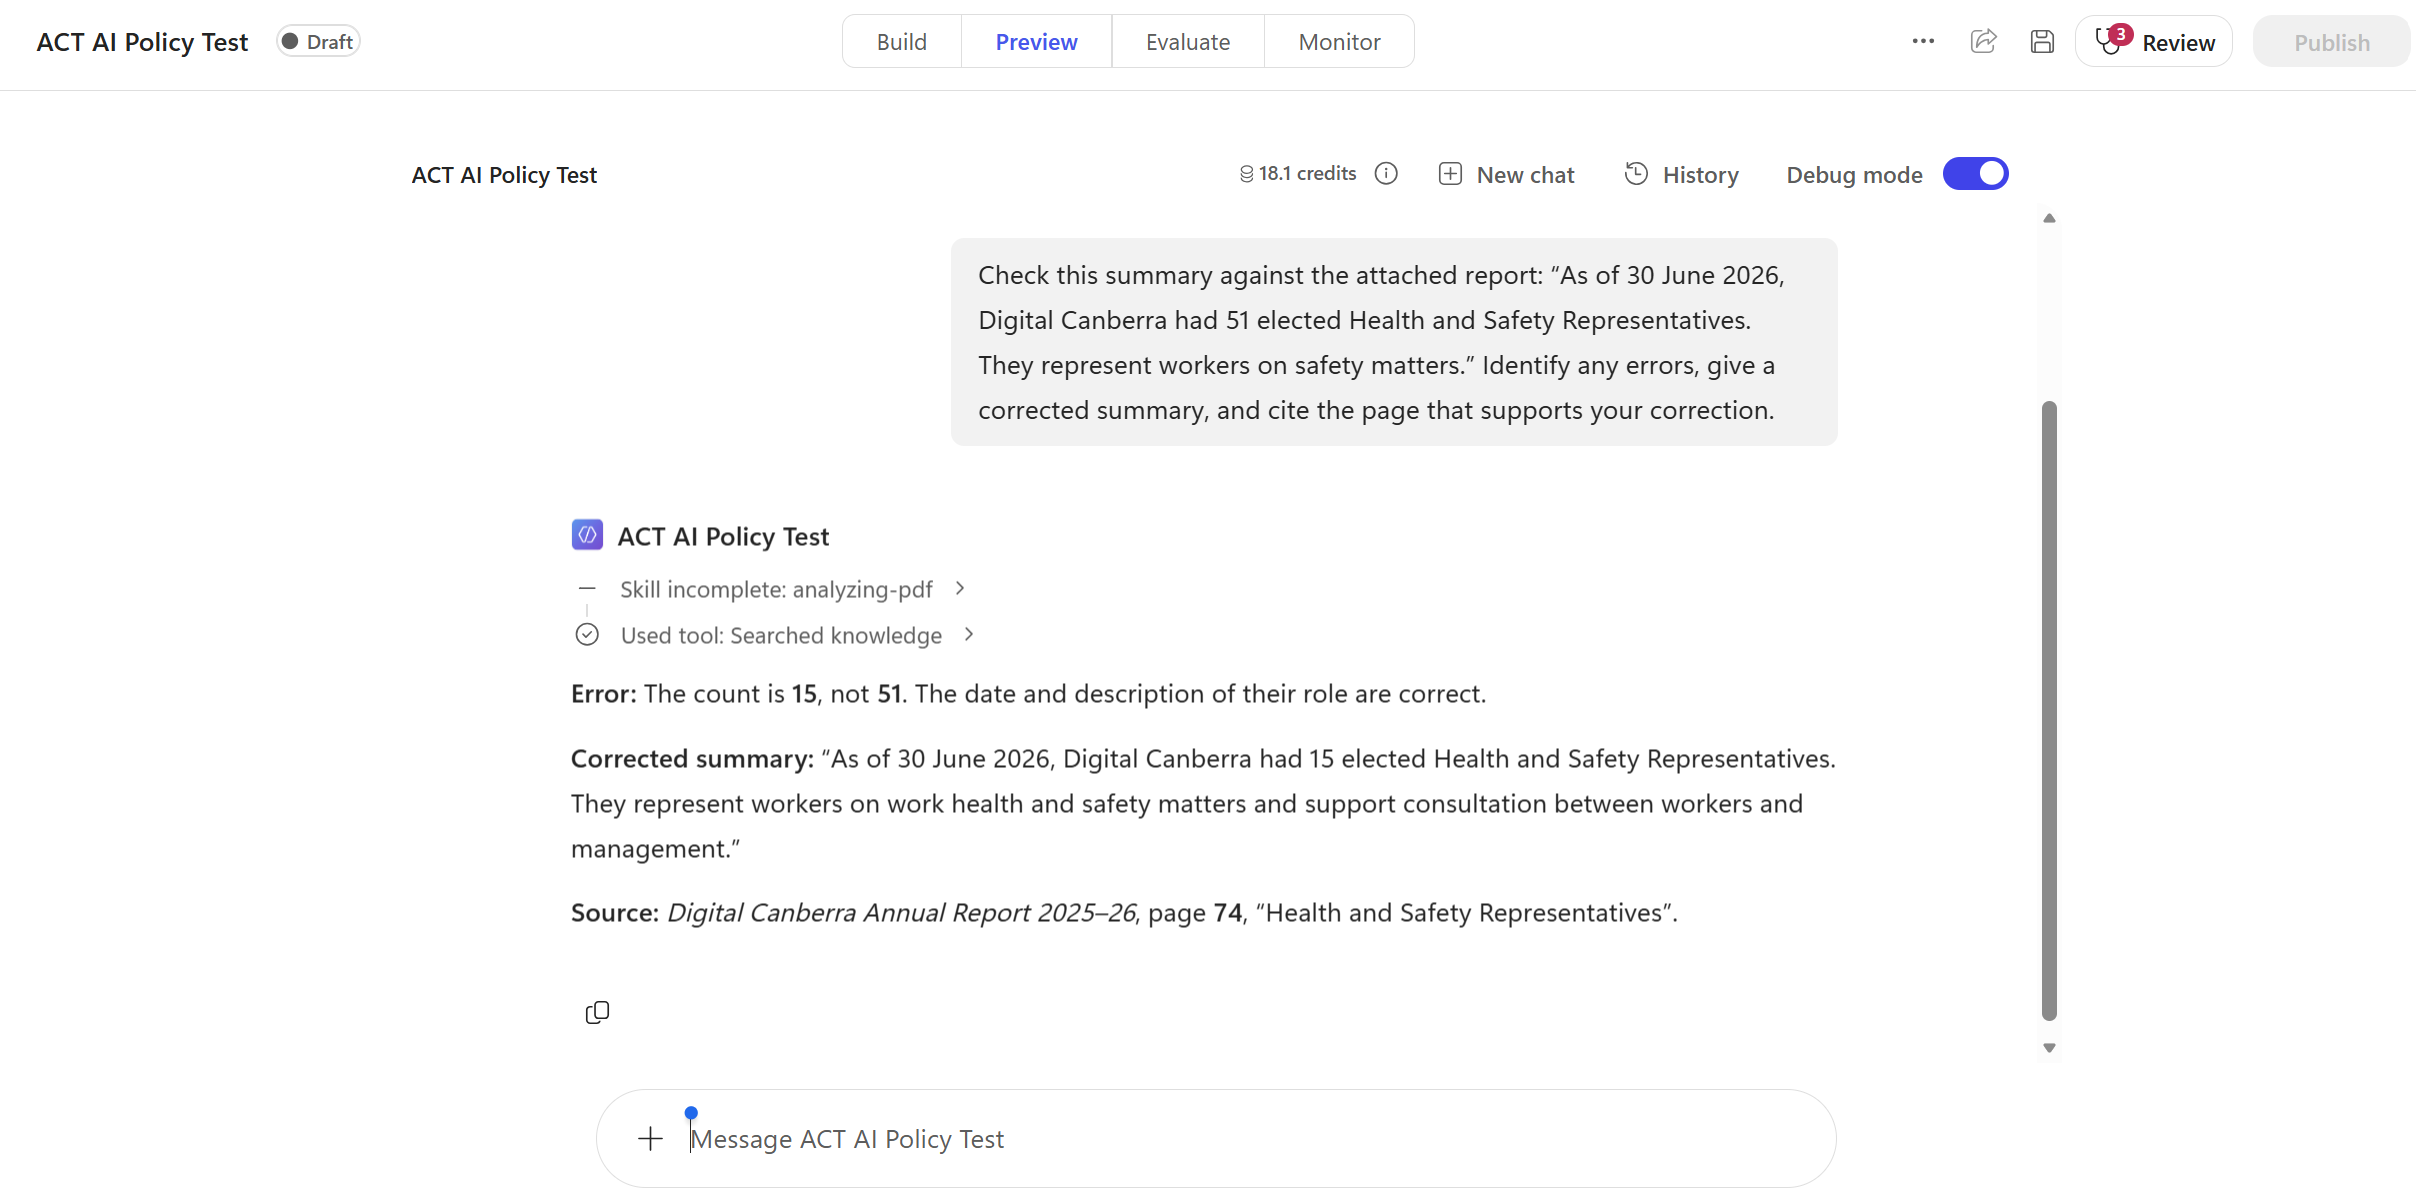 ACT AI Policy Test
Draft
Build
Preview
Evaluate
Monitor
3
Review
Publish
ACT AI Policy Test
18.1 credits
New chat
History
Debug mode
Check this summary against the attached report: “As of 30 June 2026,
Digital Canberra had 51 elected Health and Safety Representatives.
They represent workers on safety matters.” Identify any errors, give a
corrected summary, and cite the page that supports your correction.
ACT AI Policy Test
Skill incomplete: analyzing-pdf
Used tool: Searched knowledge
Error: The count is 15, not 51. The date and description of their role are correct.
Corrected summary: “As of 30 June 2026, Digital Canberra had 15 elected Health and Safety Representatives.
They represent workers on work health and safety matters and support consultation between workers and
management.”
Source: Digital Canberra Annual Report 2025–26, page 74, “Health and Safety Representatives”.
Message ACT AI Policy Test